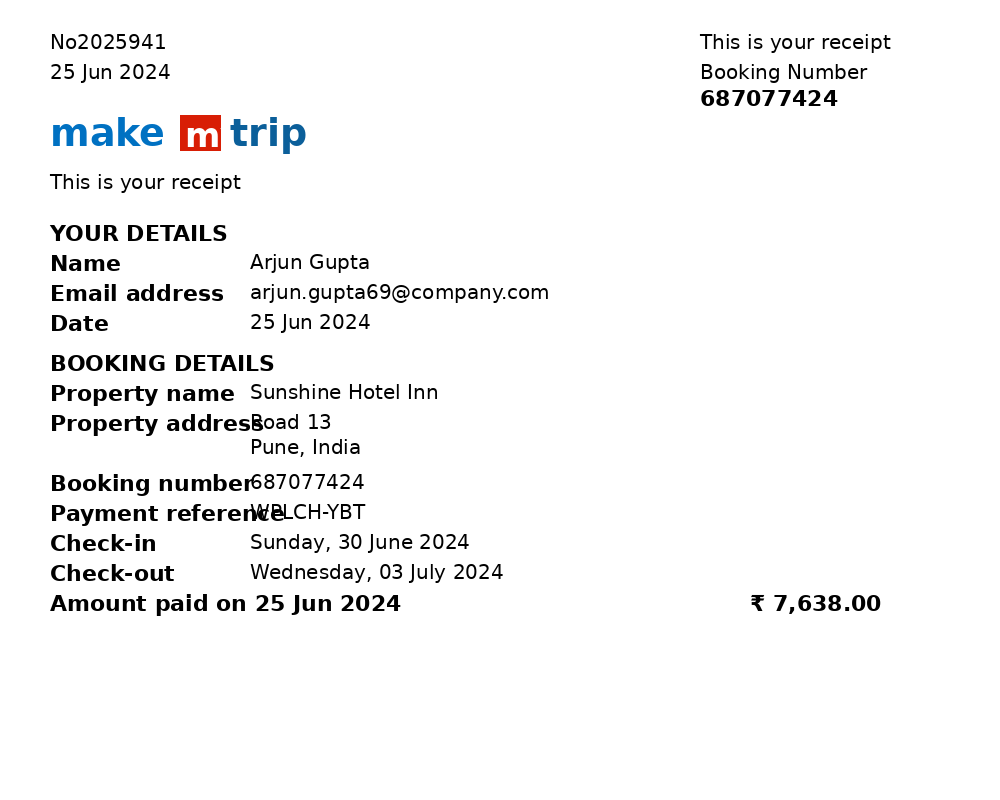 No2025941
This is your receipt
25 Jun 2024
Booking Number
687077424
make m trip
This is your receipt
YOUR DETAILS
Name Arjun Gupta
Email address arjun.gupta69@company.com
Date 25 Jun 2024
BOOKING DETAILS
Property name Sunshine Hotel Inn
Property address Road 13
Pune, India
Booking number 687077424
Payment reference WPLCH-YBT
Check-in Sunday, 30 June 2024
Check-out Wednesday, 03 July 2024
Amount paid on 25 Jun 2024 ₹ 7,638.00